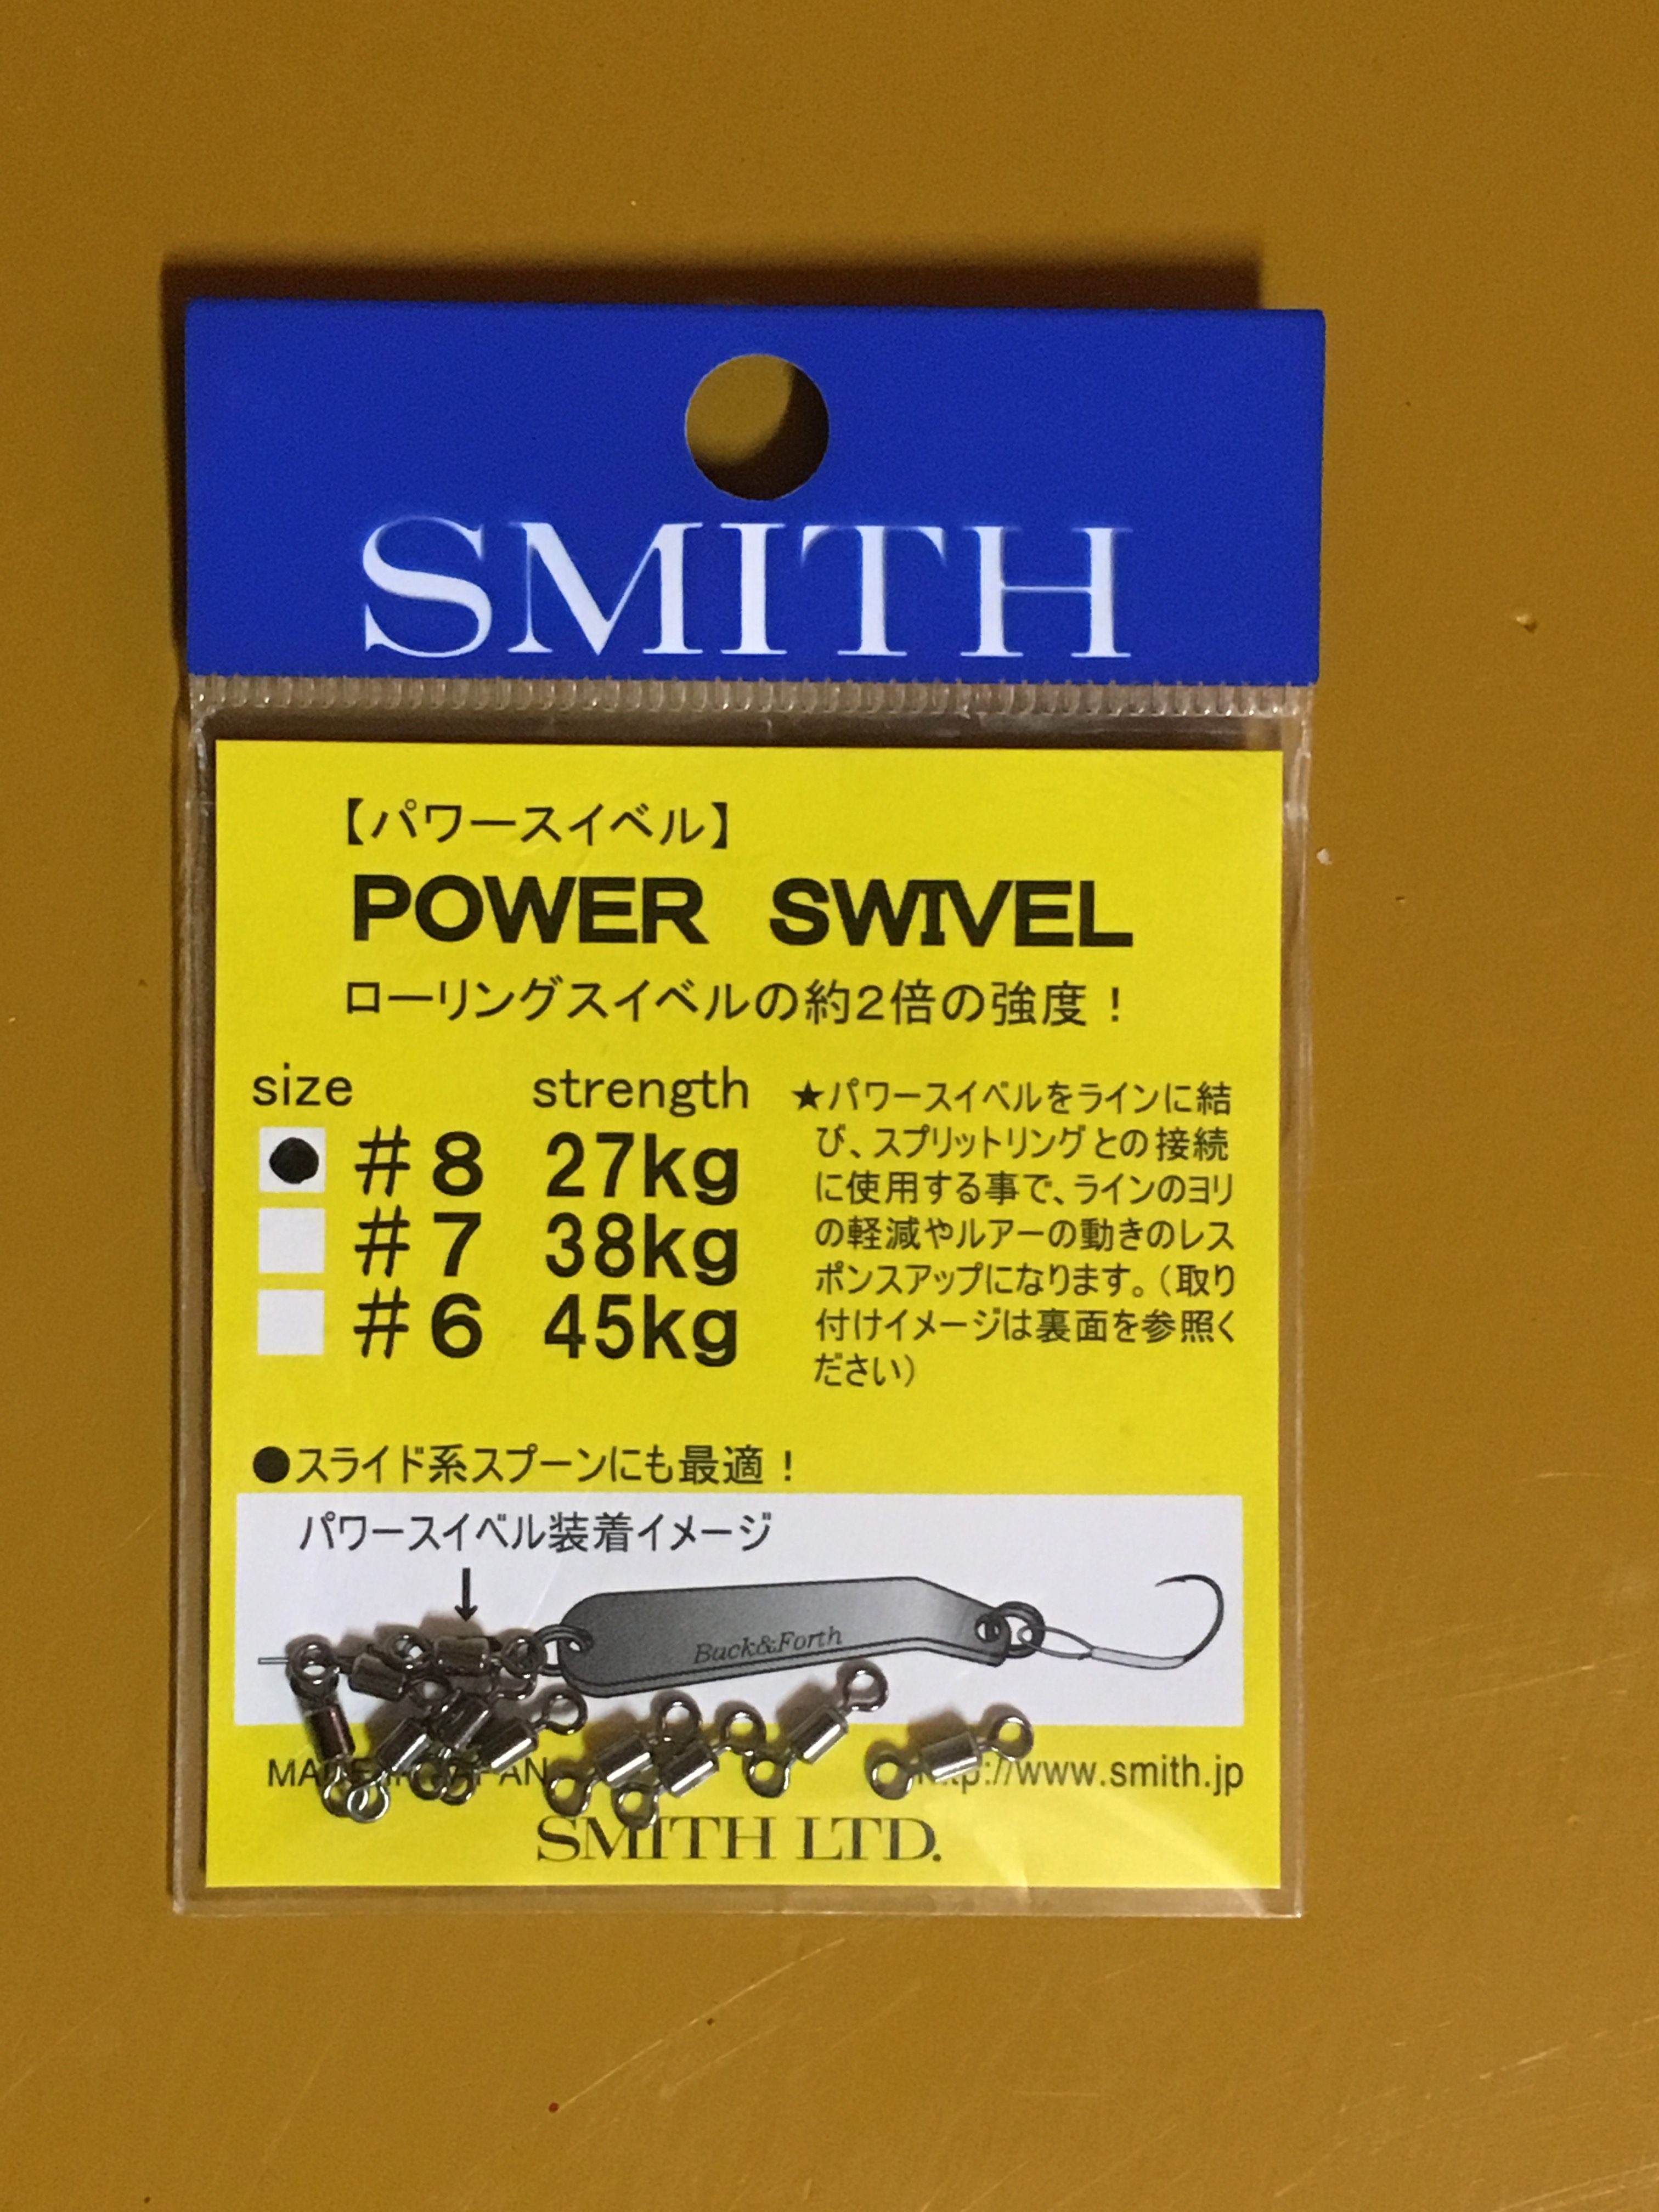 SMITH
【パワースイベル】
POWER SWIVEL
ローリングスイベルの約2倍の強度！
size strength
#8 27kg
#7 38kg
#6 45kg
★パワースイベルをラインに結
び、スプリットリングとの接続
に使用する事で、ラインのヨリ
の軽減やルアーの動きのレス
ポンスアップになります。（取り
付けイメージは裏面を参照く
ださい）
●スライド系スプーンにも最適！
パワースイベル装着イメージ
↓
Back&Forth
MADE IN JAPAN http://www.smith.jp
SMITH LTD.